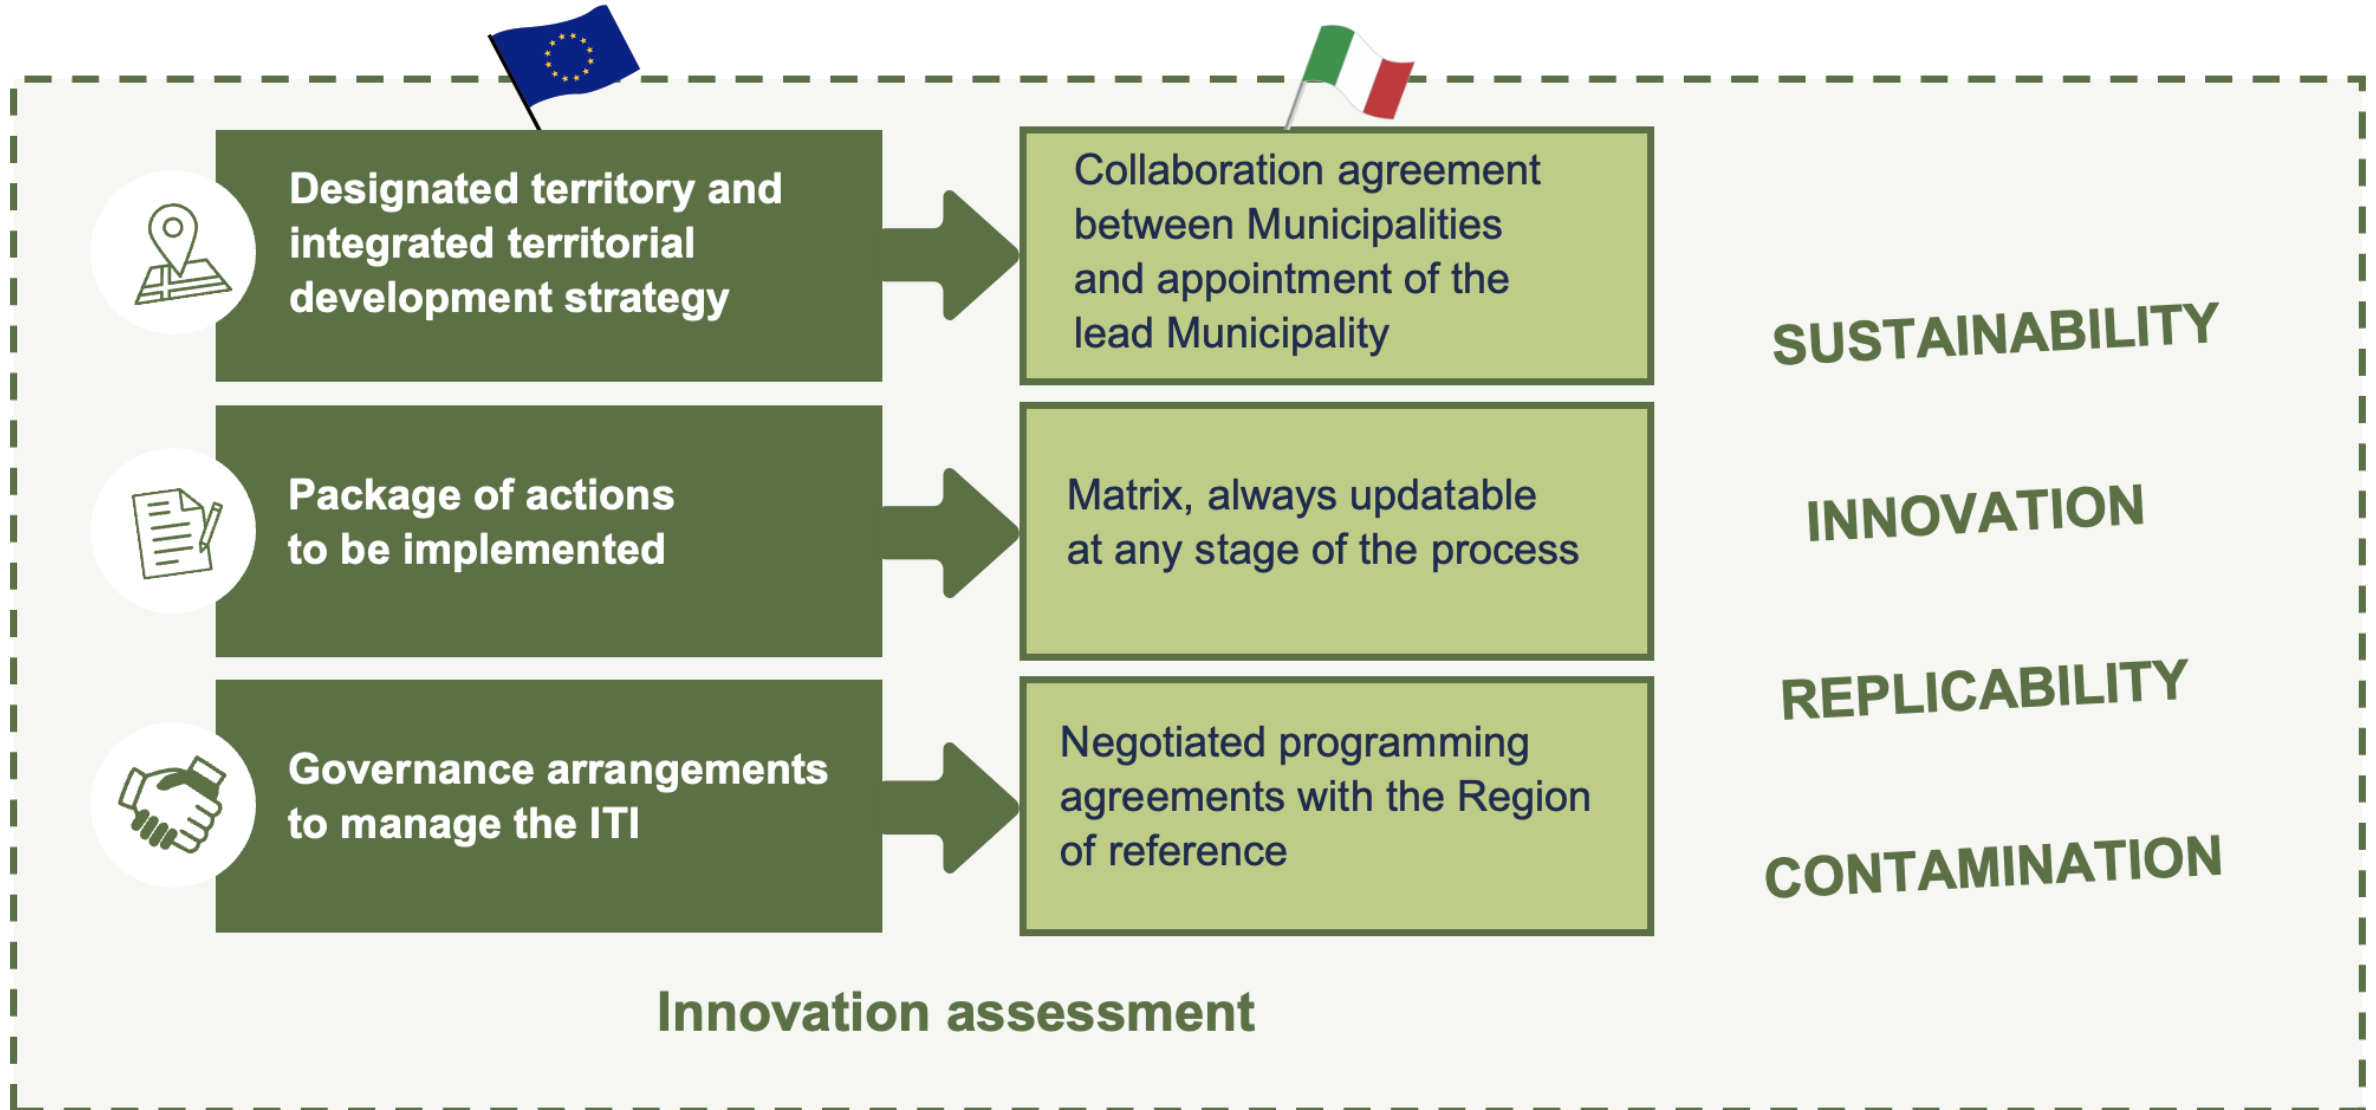 Designated territory and
integrated territorial
development strategy
Collaboration agreement
between Municipalities
and appointment of the
lead Municipality
Package of actions
to be implemented
Matrix, always updatable
at any stage of the process
Governance arrangements
to manage the ITI
Negotiated programming
agreements with the Region
of reference
SUSTAINABILITY
INNOVATION
REPLICABILITY
CONTAMINATION
Innovation assessment